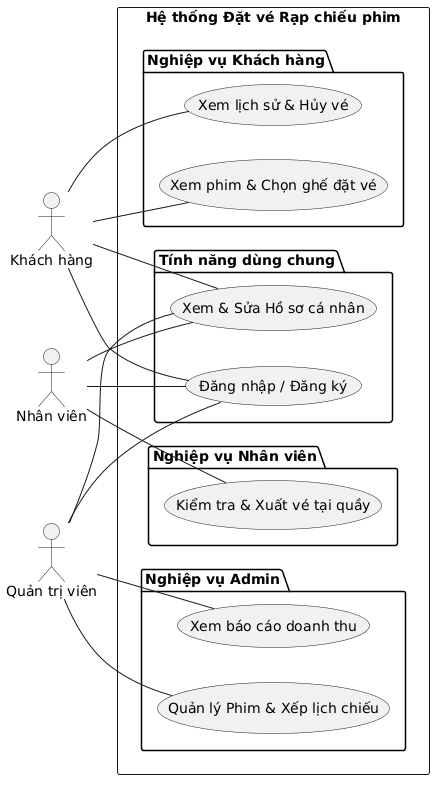 Hệ thống Đặt vé Rạp chiếu phim
Nghiệp vụ Khách hàng
Xem lịch sử & Hủy vé
Xem phim & Chọn ghế đặt vé
Khách hàng
Tính năng dùng chung
Xem & Sửa Hồ sơ cá nhân
Đăng nhập / Đăng ký
Nhân viên
Nghiệp vụ Nhân viên
Kiểm tra & Xuất vé tại quầy
Quản trị viên
Nghiệp vụ Admin
Xem báo cáo doanh thu
Quản lý Phim & Xếp lịch chiếu